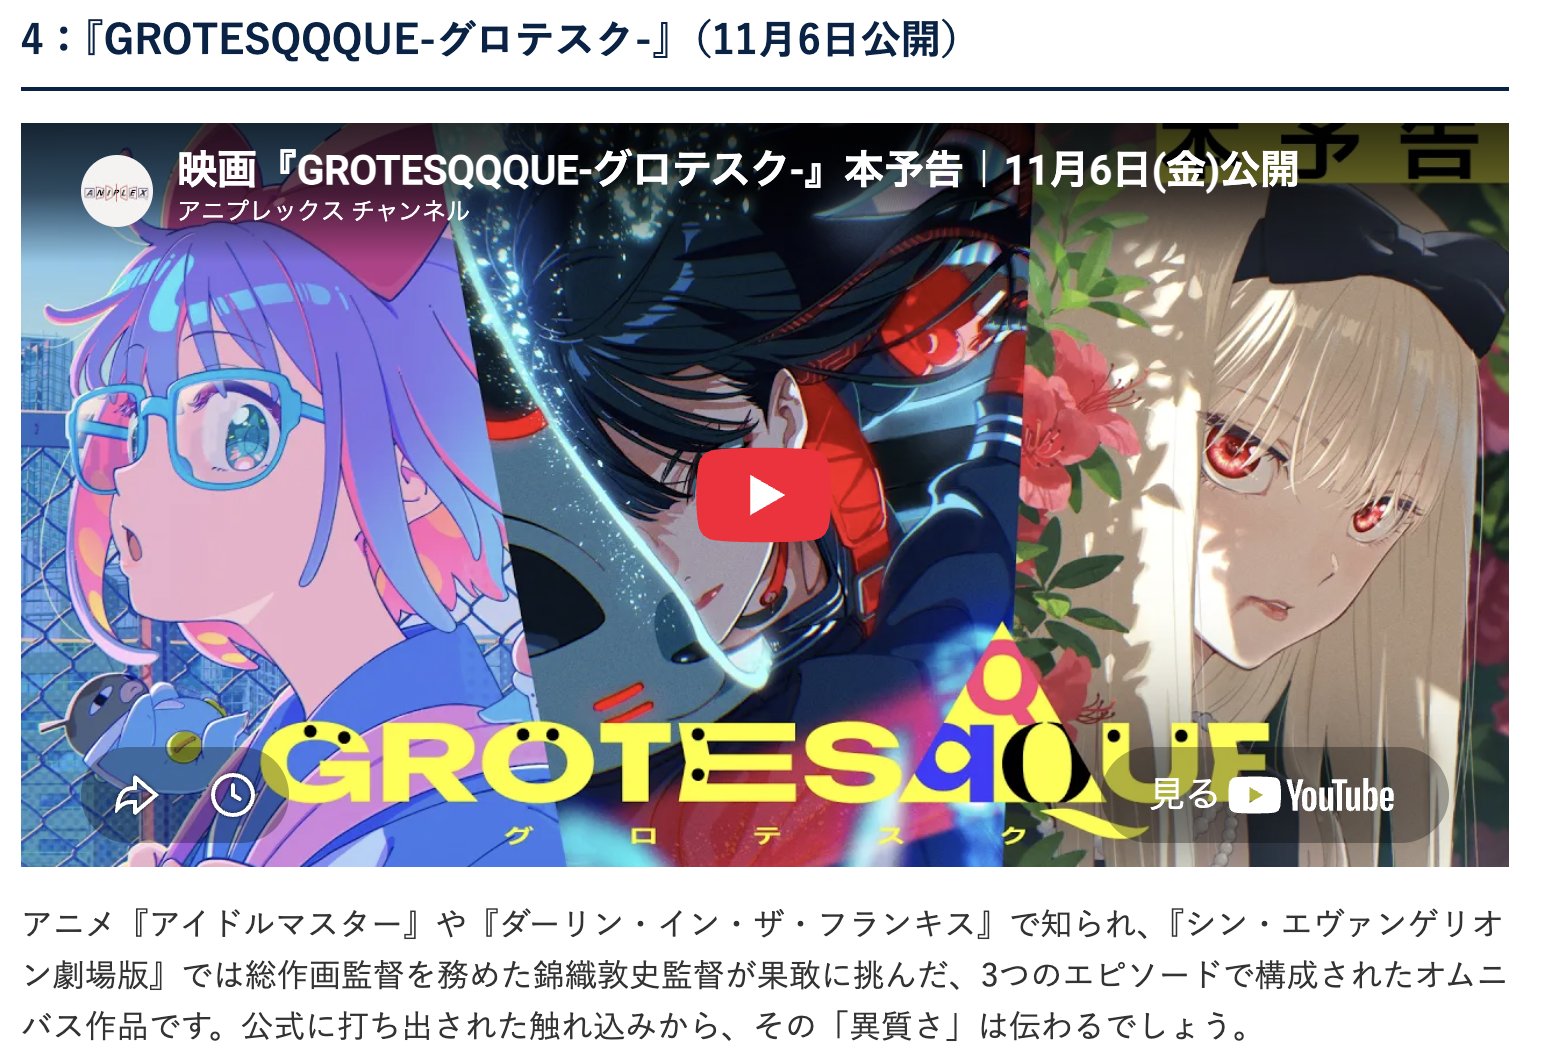 4：『GROTESQQQUE-グロテスク-』（11月6日公開）
本予告
ANIPLEX
映画『GROTESQQQUE-グロテスク-』本予告｜11月6日(金)公開
アニプレックス チャンネル
GROTESQQQUE
グロテスク
見る YouTube
アニメ『アイドルマスター』や『ダーリン・イン・ザ・フランキス』で知られ、『シン・エヴァンゲリオ
ン劇場版』では総作画監督を務めた錦織敦史監督が果敢に挑んだ、3つのエピソードで構成されたオムニ
バス作品です。公式に打ち出された触れ込みから、その「異質さ」は伝わるでしょう。